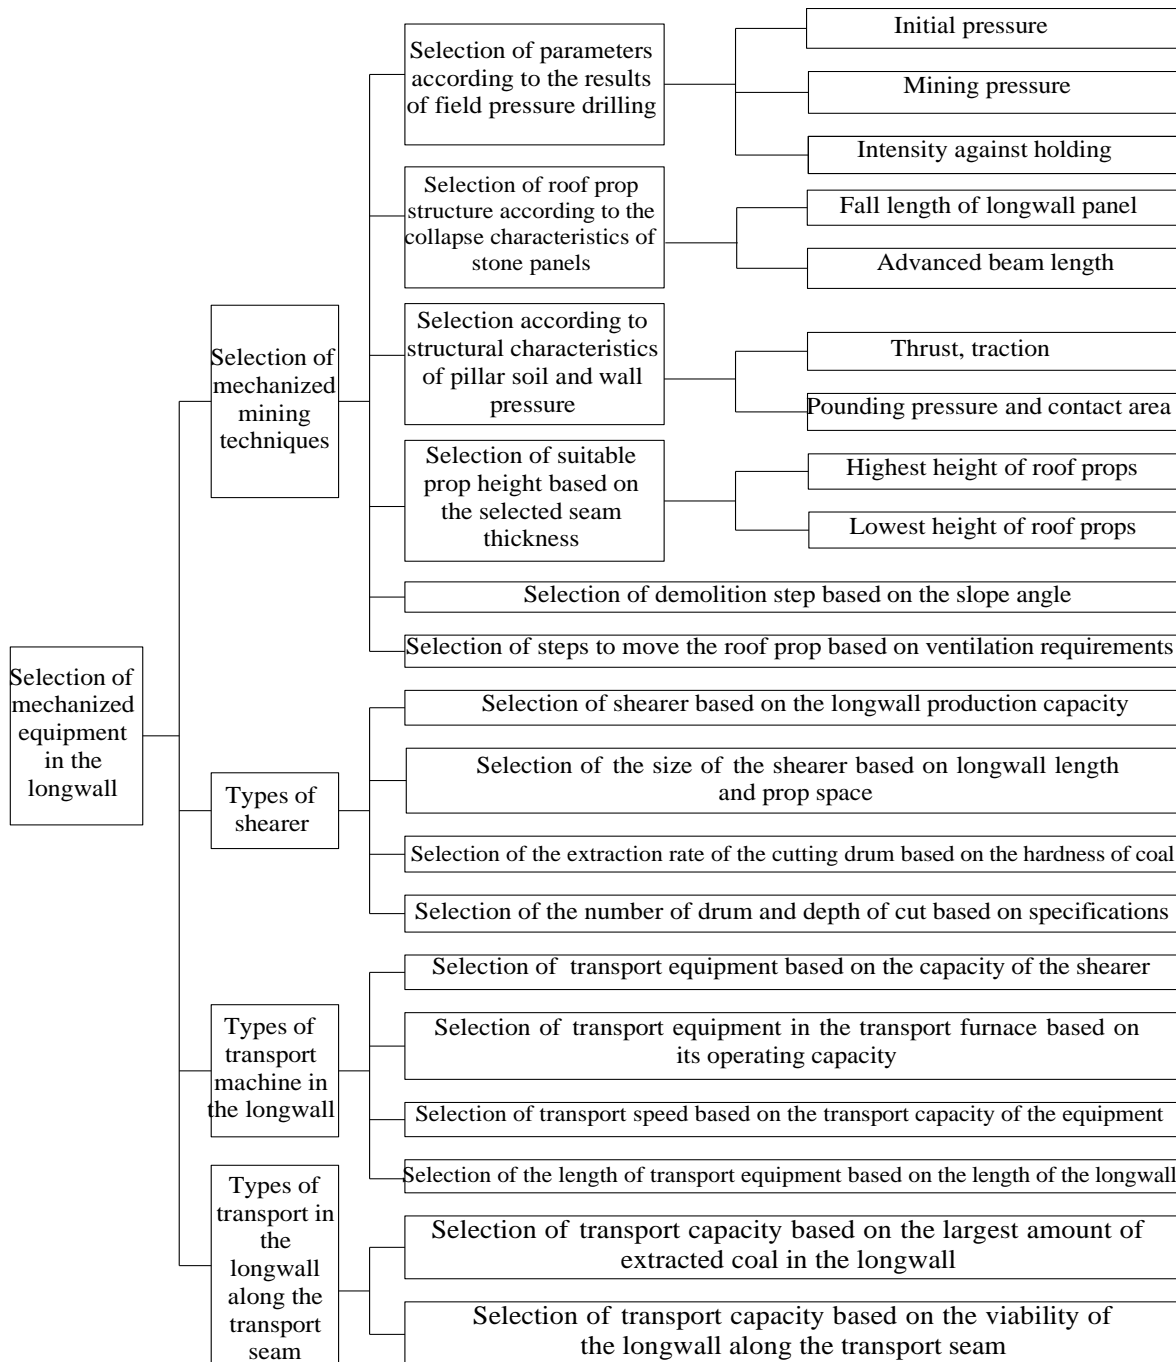 Selection of
mechanized
equipment
in the
longwall
Selection of
mechanized
mining
techniques
Selection of parameters
according to the results
of field pressure drilling
Initial pressure
Mining pressure
Intensity against holding
Selection of roof prop
structure according to the
collapse characteristics of
stone panels
Fall length of longwall panel
Advanced beam length
Selection according to
structural characteristics
of pillar soil and wall
pressure
Thrust, traction
Pounding pressure and contact area
Selection of suitable
prop height based on
the selected seam
thickness
Highest height of roof props
Lowest height of roof props
Selection of demolition step based on the slope angle
Selection of steps to move the roof prop based on ventilation requirements
Types of
shearer
Selection of shearer based on the longwall production capacity
Selection of the size of the shearer based on longwall length
and prop space
Selection of the extraction rate of the cutting drum based on the hardness of coal
Selection of the number of drum and depth of cut based on specifications
Types of
transport
machine in
the longwall
Selection of transport equipment based on the capacity of the shearer
Selection of transport equipment in the transport furnace based on
its operating capacity
Selection of transport speed based on the transport capacity of the equipment
Selection of the length of transport equipment based on the length of the longwall
Types of
transport in
the
longwall
along the
transport
seam
Selection of transport capacity based on the largest amount of
extracted coal in the longwall
Selection of transport capacity based on the viability of
the longwall along the transport seam